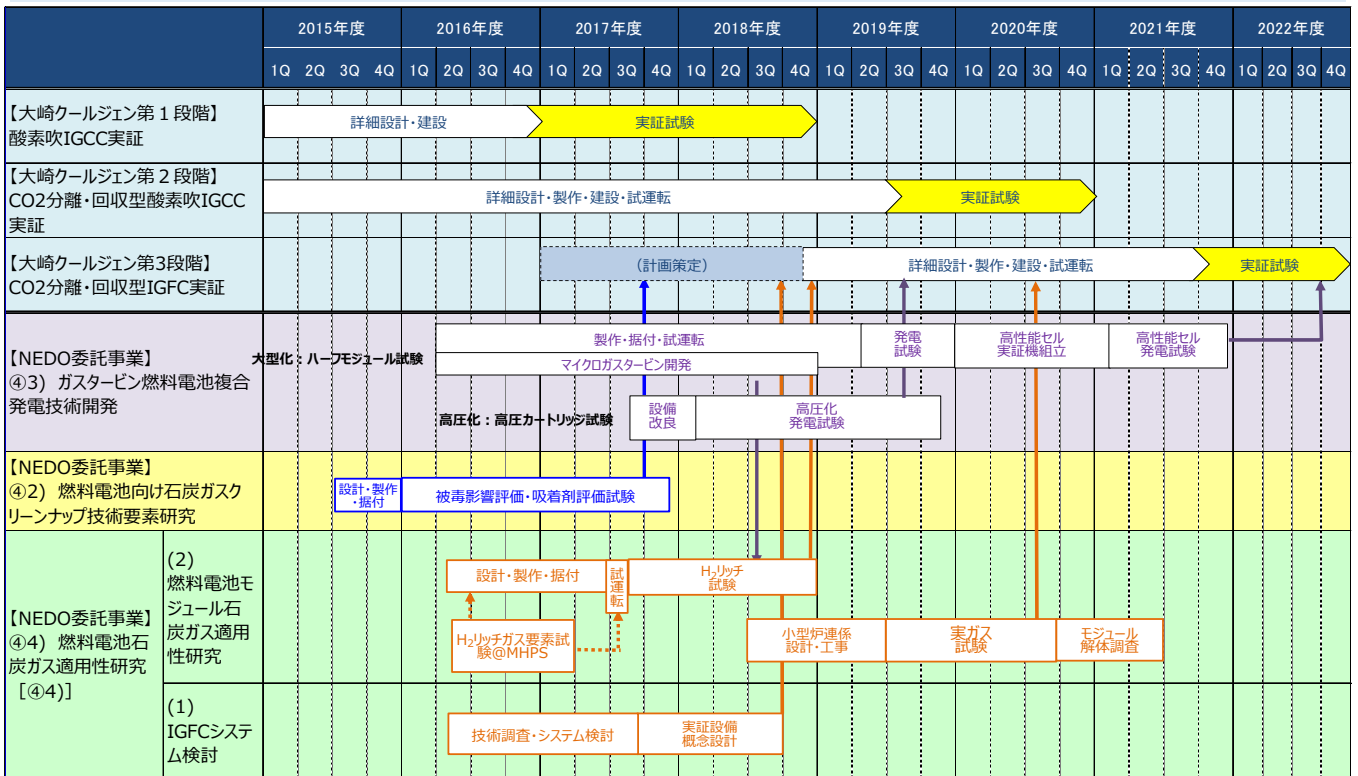 2015年度 2016年度 2017年度 2018年度 2019年度 2020年度 2021年度 2022年度
1Q 2Q 3Q 4Q 1Q 2Q 3Q 4Q 1Q 2Q 3Q 4Q 1Q 2Q 3Q 4Q 1Q 2Q 3Q 4Q 1Q 2Q 3Q 4Q 1Q 2Q 3Q 4Q 1Q 2Q 3Q 4Q
【大崎クールジェン第１段階】
酸素吹IGCC実証
詳細設計・建設
実証試験
【大崎クールジェン第２段階】
CO2分離・回収型酸素吹IGCC
実証
詳細設計・製作・建設・試運転
実証試験
【大崎クールジェン第3段階】
CO2分離・回収型IGFC実証
（計画策定）
詳細設計・製作・建設・試運転
実証試験
【NEDO委託事業】
④3）ガスタービン燃料電池複合
発電技術開発
大型化：ハーフモジュール試験
製作・据付・試運転
発電
試験
高性能セル
実証機組立
高性能セル
発電試験
マイクロガスタービン開発
高圧化：高圧カートリッジ試験
設備
改良
高圧化
発電試験
【NEDO委託事業】
④2）燃料電池向け石炭ガスク
リーンナップ技術要素研究
設計・製作
・据付
被毒影響評価・吸着剤評価試験
【NEDO委託事業】
④4）燃料電池石
炭ガス適用性研究
［④4)］
(2)
燃料電池モ
ジュール石
炭ガス適用
性研究
設計・製作・据付
試
運
転
H₂リッチ
試験
H₂リッチガス要素試
験@MHPS
小型炉連係
設計・工事
実ガス
試験
モジュール
解体調査
(1)
IGFCシステ
ム検討
技術調査・システム検討
実証設備
概念設計